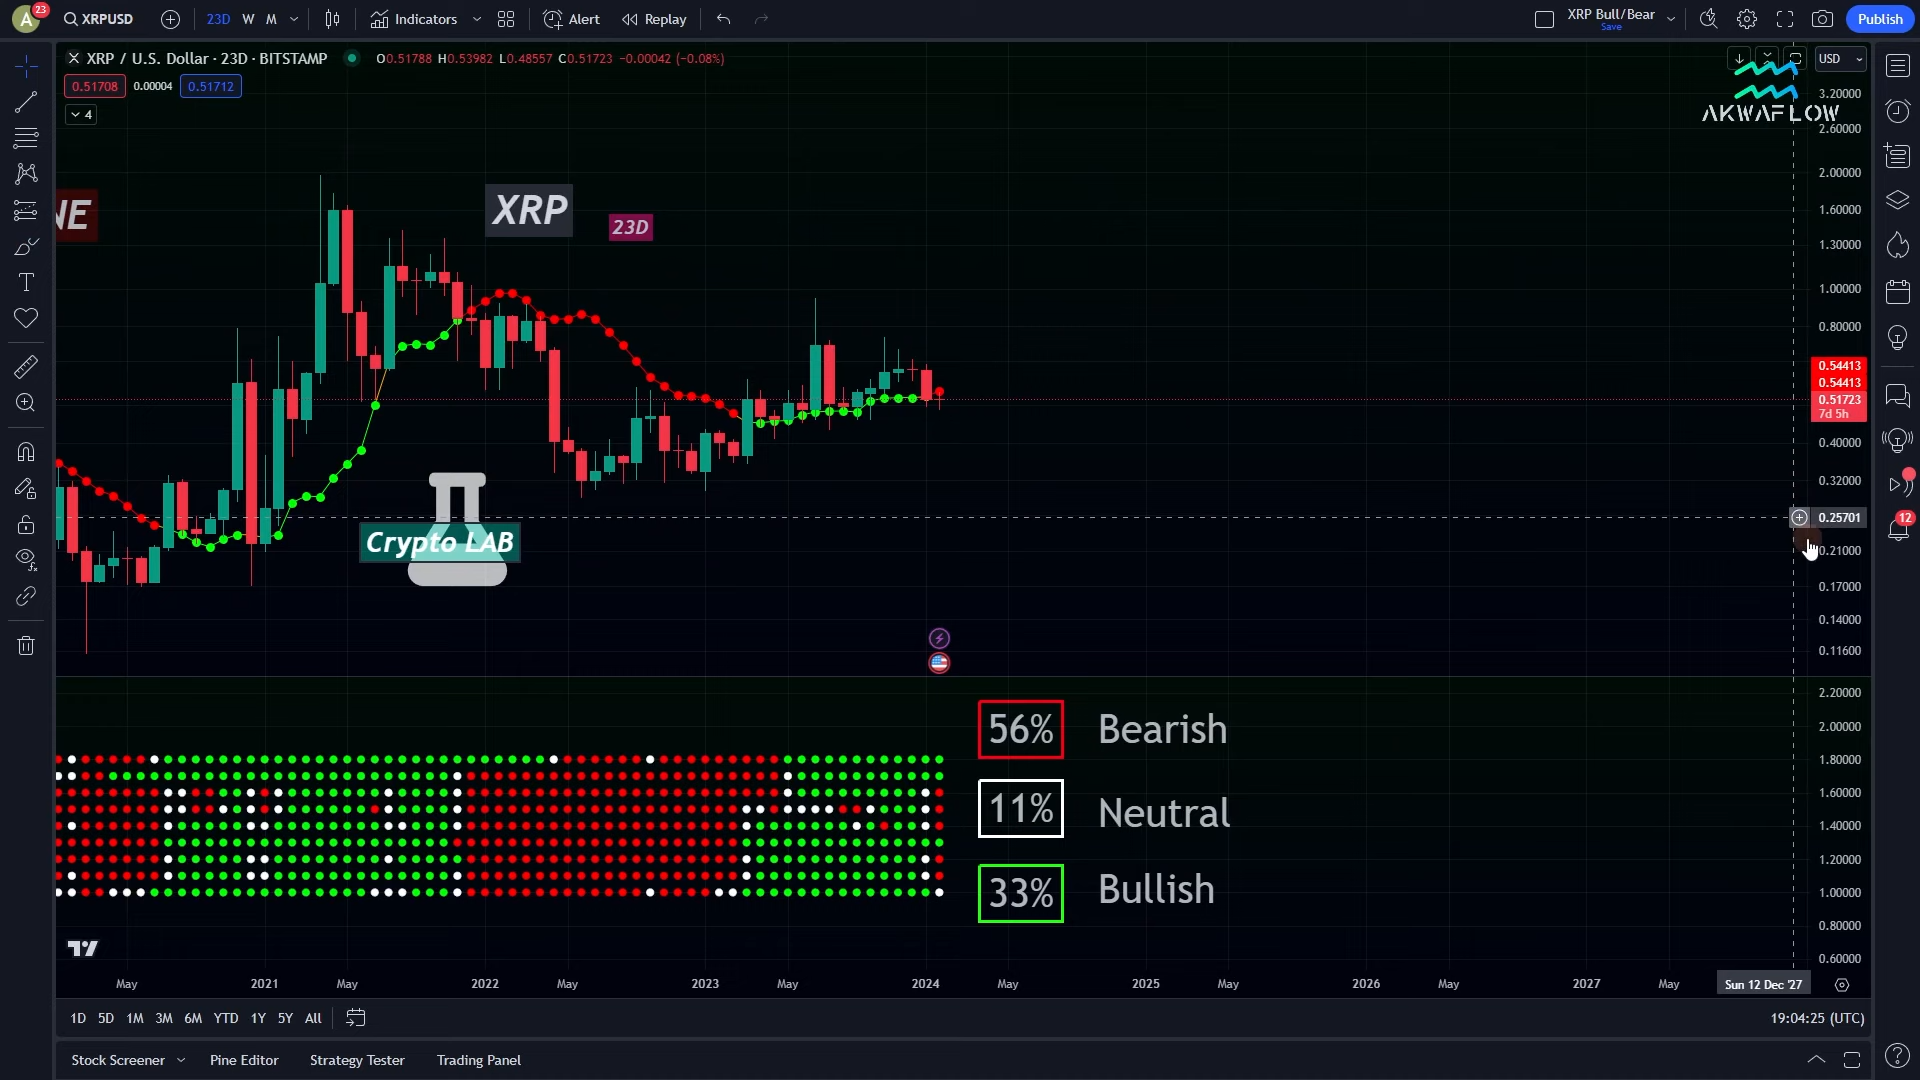 A 23 XRPUSD 23D W M Indicators Alert Replay XRP Bull/Bear Save Publish
XRP / U.S. Dollar · 23D · BITSTAMP O0.51788 H0.53982 L0.48557 C0.51723 −0.00042 (−0.08%) USD
0.51708 0.00004 0.51712
4
AKWAFLOW
3.20000
2.60000
2.00000
1.60000
1.30000
1.00000
0.80000
0.54413
0.54413
0.51723
7d 5h
0.40000
0.32000
0.25701
0.21000
0.17000
0.14000
0.11600
NE
XRP
23D
Crypto LAB
12
2.20000
2.00000
1.80000
1.60000
1.40000
1.20000
1.00000
0.80000
0.60000
56% Bearish
11% Neutral
33% Bullish
May 2021 May 2022 May 2023 May 2024 May 2025 May 2026 May 2027 May Sun 12 Dec '27
1D 5D 1M 3M 6M YTD 1Y 5Y All 19:04:25 (UTC)
Stock Screener Pine Editor Strategy Tester Trading Panel